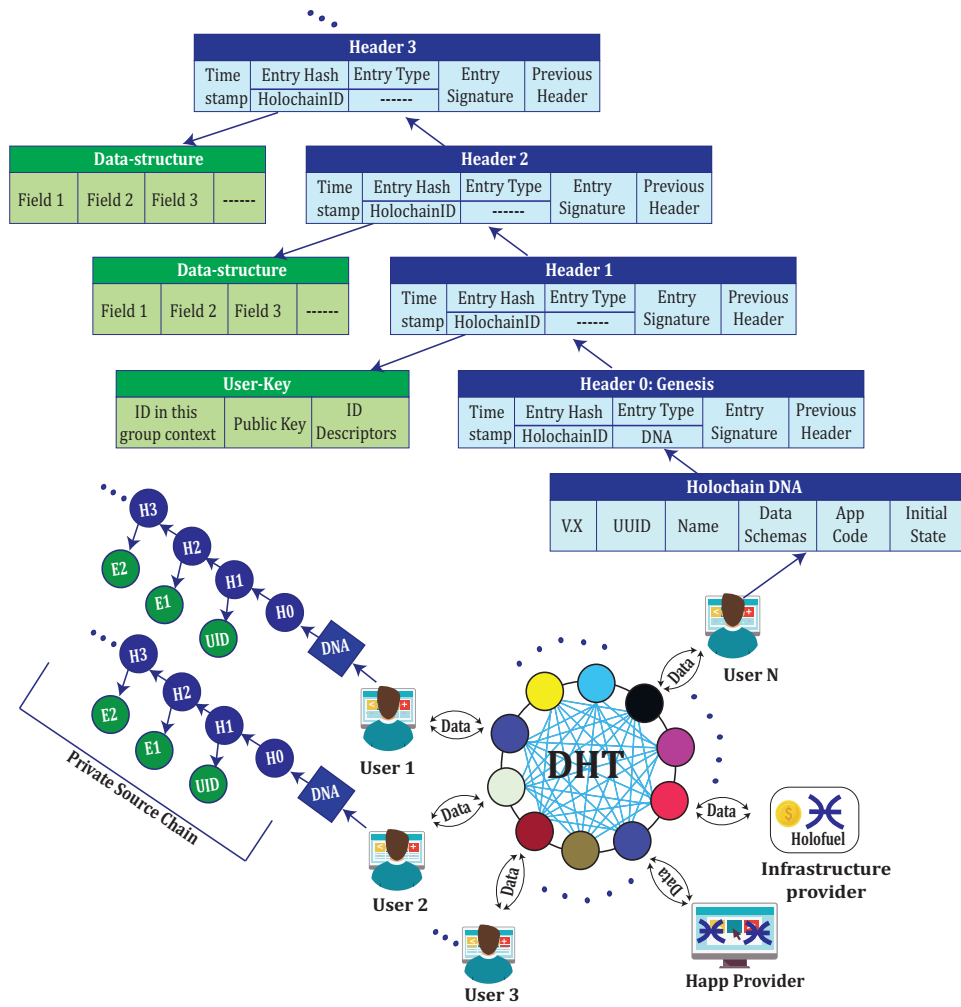 Header 3
Time stamp
Entry Hash
HolochainID
Entry Type
------
Entry Signature
Previous Header
Data-structure
Field 1
Field 2
Field 3
------
Header 2
Time stamp
Entry Hash
HolochainID
Entry Type
------
Entry Signature
Previous Header
Data-structure
Field 1
Field 2
Field 3
------
Header 1
Time stamp
Entry Hash
HolochainID
Entry Type
------
Entry Signature
Previous Header
User-Key
ID in this group context
Public Key
ID Descriptors
Header 0: Genesis
Time stamp
Entry Hash
HolochainID
Entry Type
DNA
Entry Signature
Previous Header
Holochain DNA
V.X
UUID
Name
Data Schemas
App Code
Initial State
H3
H2
H1
H0
DNA
E2
E1
UID
H3
H2
H1
H0
DNA
E2
E1
UID
Private Source Chain
User 1
User 2
User 3
User N
Data
Data
Data
Data
Data
Data
DHT
Holofuel
Infrastructure provider
Happ Provider